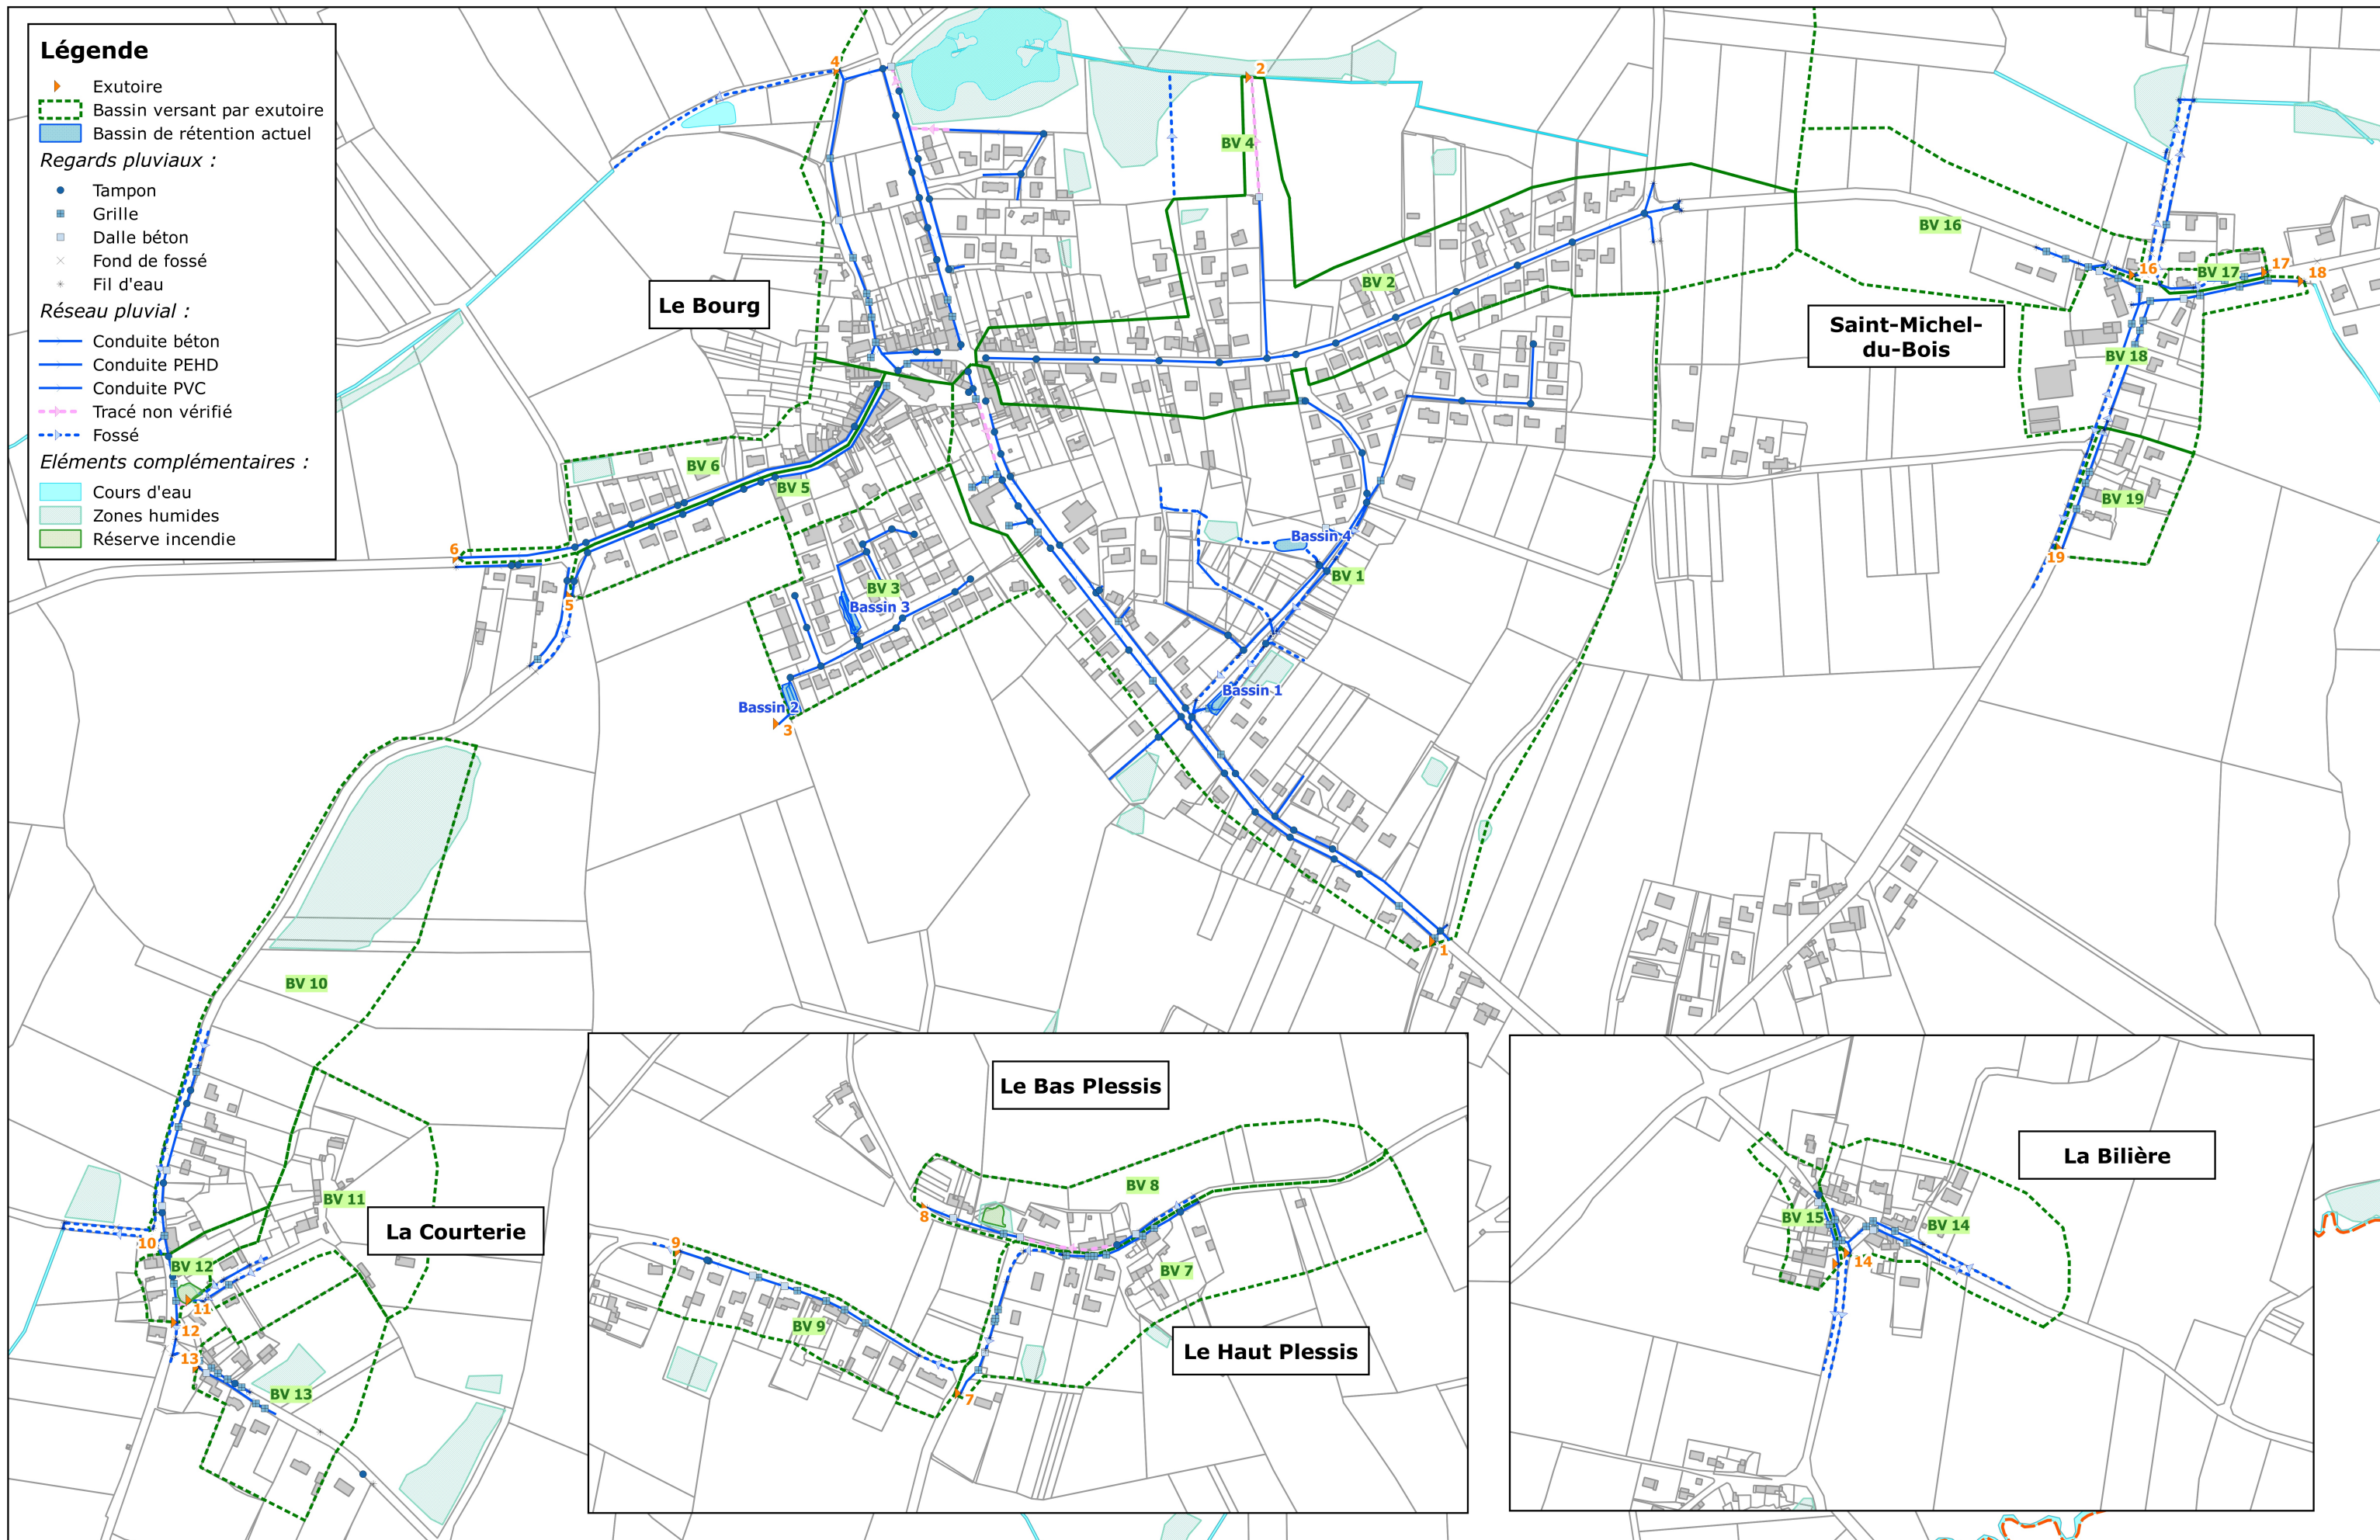 Légende
Exutoire
Bassin versant par exutoire
Bassin de rétention actuel
Regards pluviaux :
Tampon
Grille
Dalle béton
Fond de fossé
Fil d'eau
Réseau pluvial :
Conduite béton
Conduite PEHD
Conduite PVC
Tracé non vérifié
Fossé
Eléments complémentaires :
Cours d'eau
Zones humides
Réserve incendie
4
2
BV 4
BV 16
16
BV 17
17
18
BV 2
Le Bourg
Saint-Michel-
du-Bois
BV 18
BV 6
BV 5
BV 19
Bassin 4
6
19
BV 1
BV 3
5
Bassin 3
Bassin 1
Bassin 2
3
1
BV 10
Le Bas Plessis
La Bilière
BV 8
BV 11
8
BV 15
BV 14
La Courterie
10
9
BV 12
BV 7
14
11
BV 9
12
Le Haut Plessis
13
BV 13
7